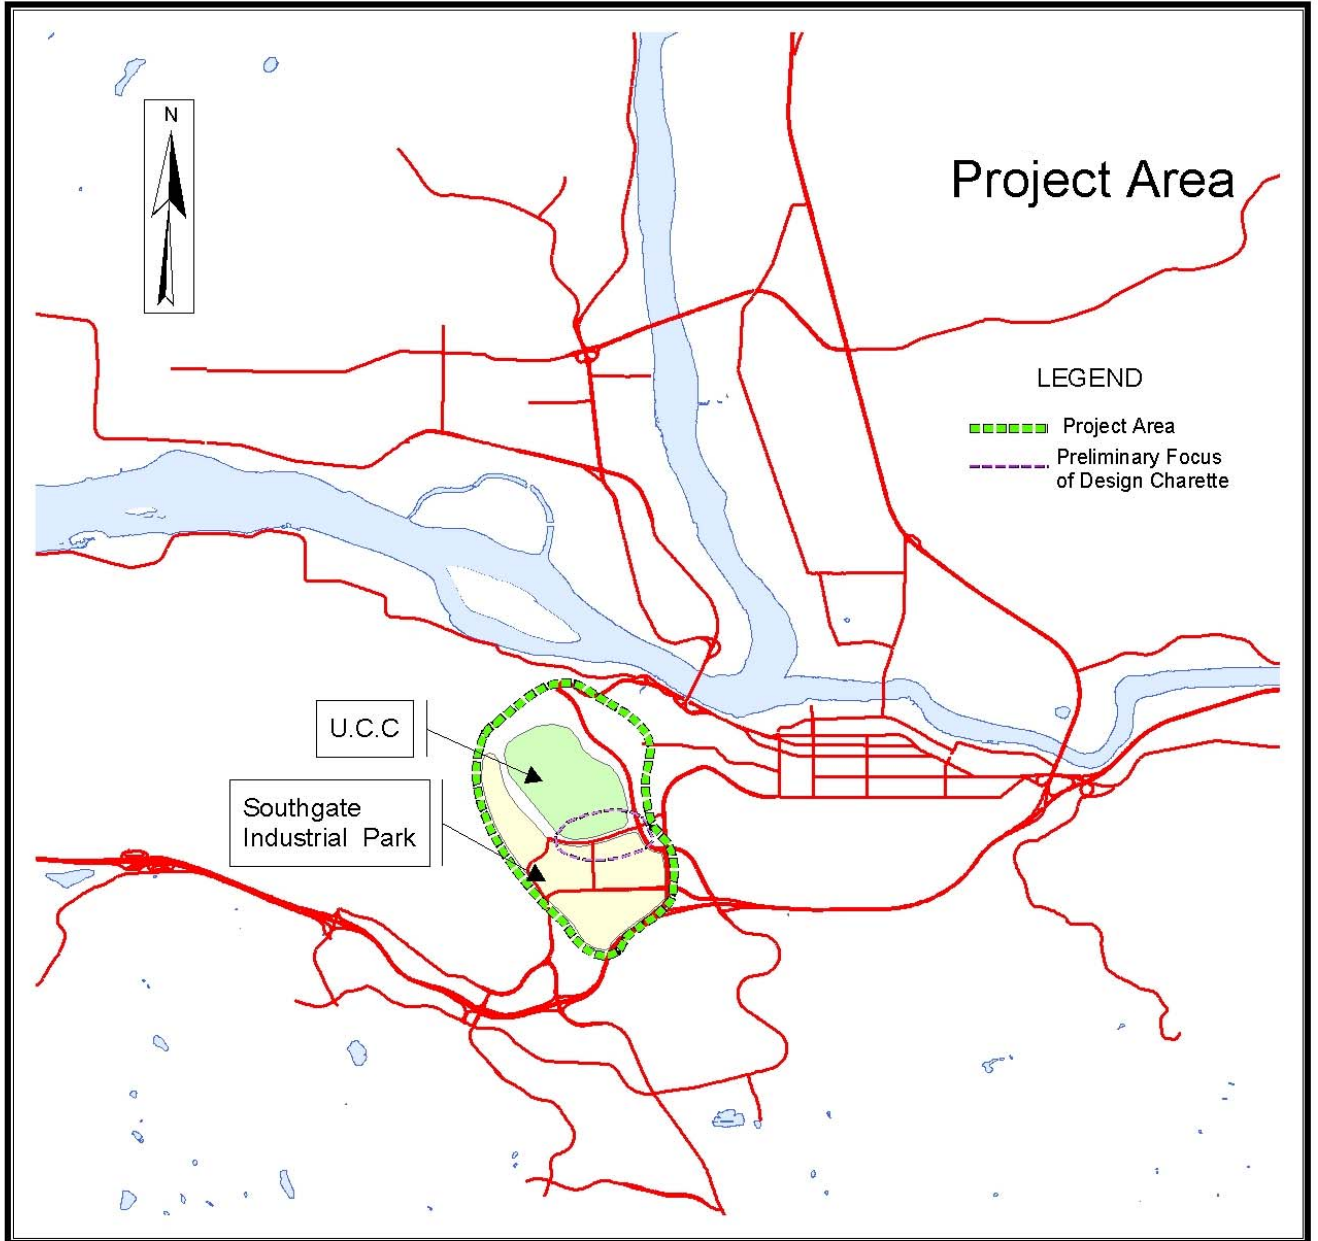 N
Project Area
LEGEND
Project Area
Preliminary Focus
of Design Charette
U.C.C
Southgate
Industrial Park